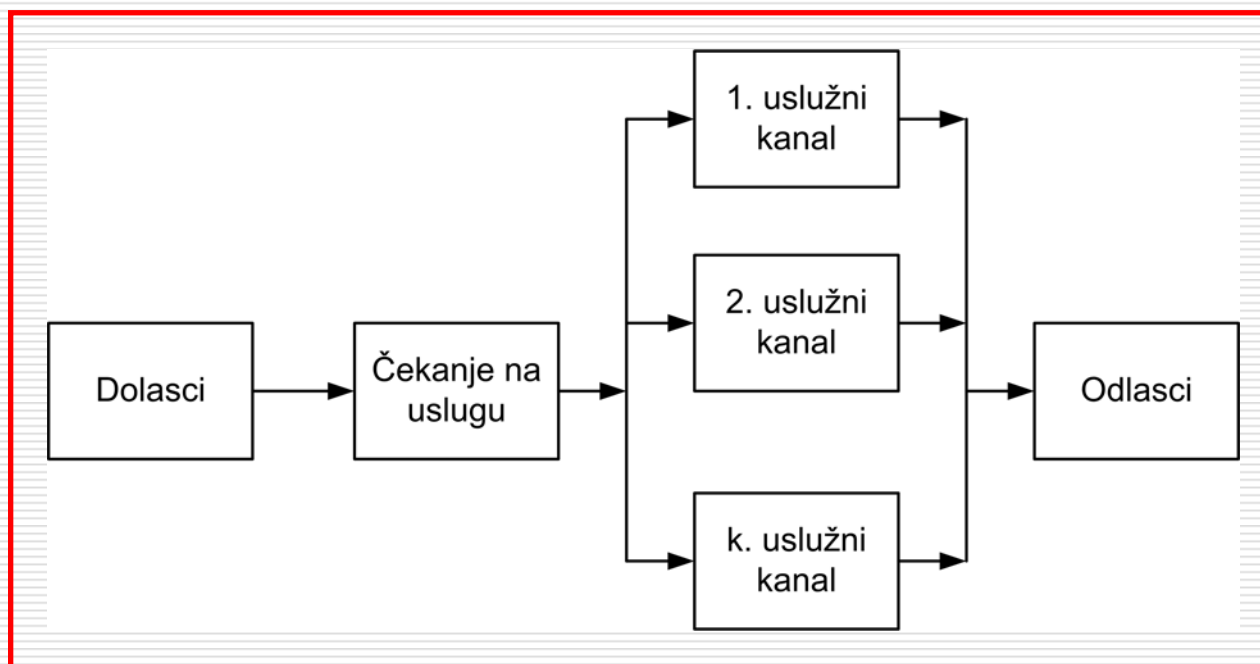 Dolasci
Čekanje na
uslugu
1. uslužni
kanal
2. uslužni
kanal
k. uslužni
kanal
Odlasci